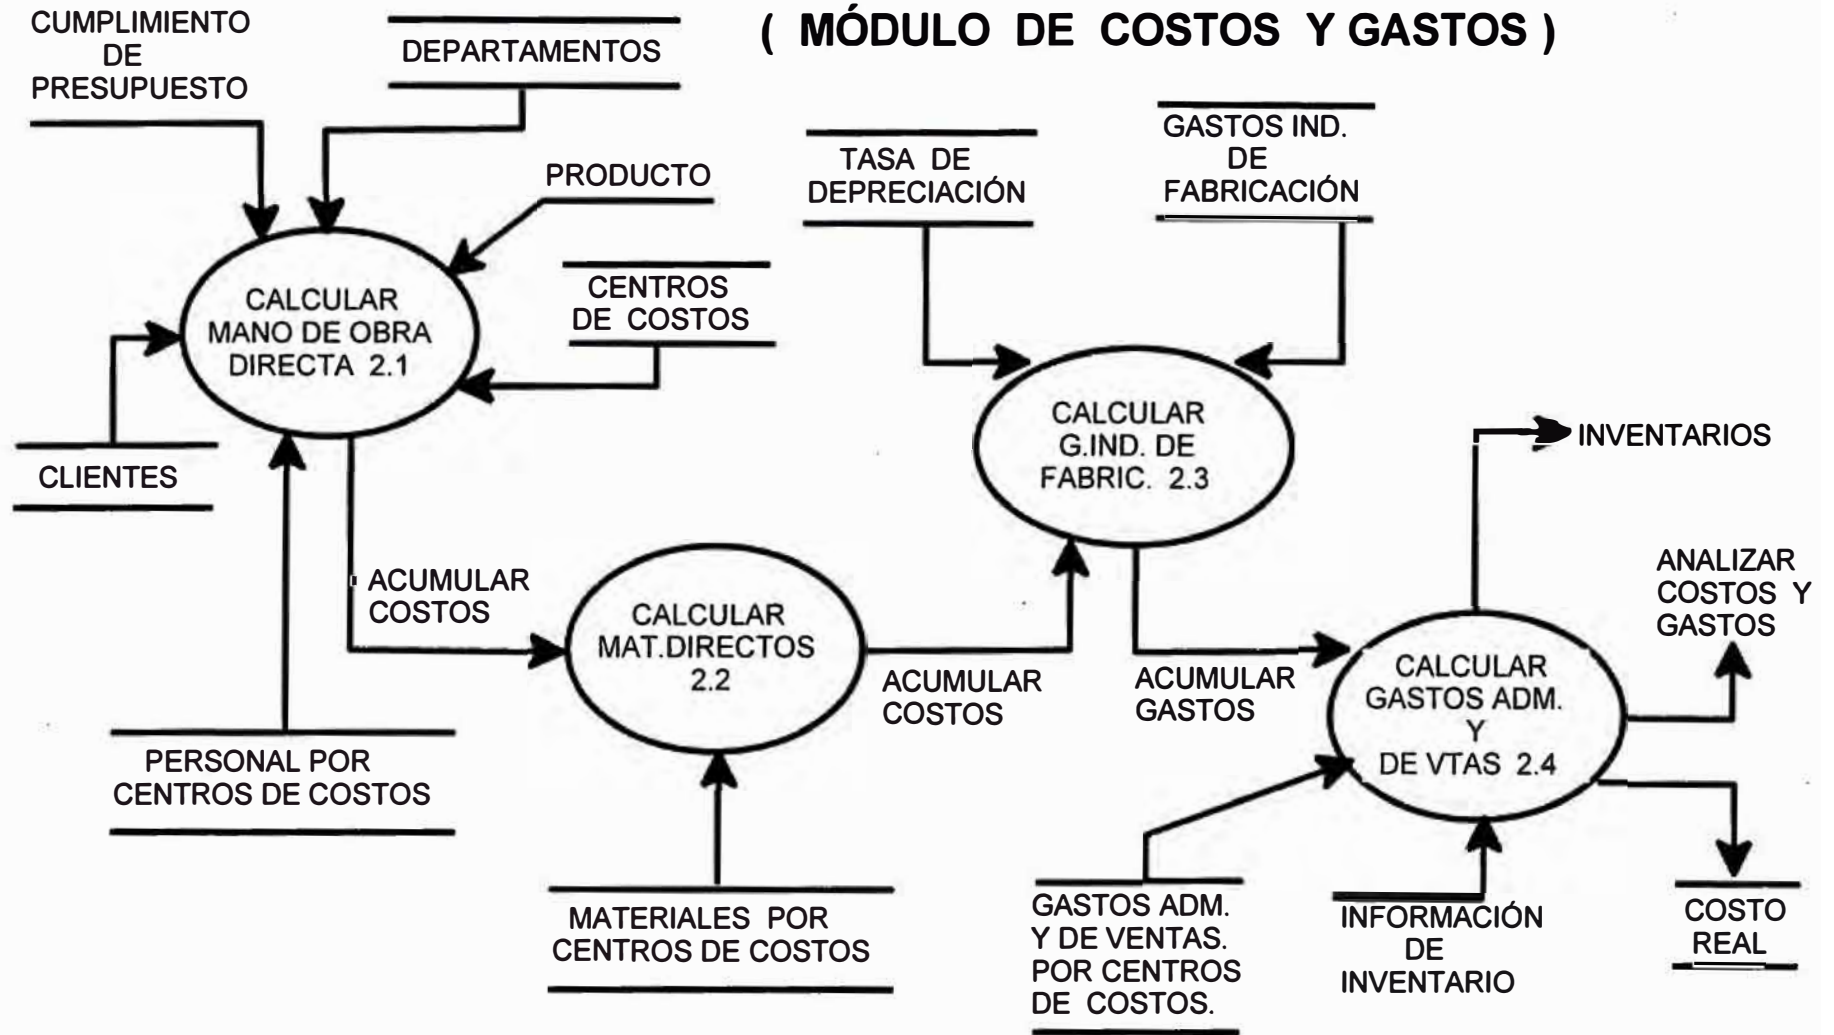 ( MÓDULO DE COSTOS Y GASTOS )
CUMPLIMIENTO
DE
PRESUPUESTO
DEPARTAMENTOS
PRODUCTO
CENTROS
DE COSTOS
CALCULAR
MANO DE OBRA
DIRECTA 2.1
CLIENTES
PERSONAL POR
CENTROS DE COSTOS
ACUMULAR
COSTOS
CALCULAR
MAT.DIRECTOS
2.2
MATERIALES POR
CENTROS DE COSTOS
ACUMULAR
COSTOS
TASA DE
DEPRECIACIÓN
GASTOS IND.
DE
FABRICACIÓN
CALCULAR
G.IND. DE
FABRIC. 2.3
ACUMULAR
GASTOS
INVENTARIOS
ANALIZAR
COSTOS Y
GASTOS
CALCULAR
GASTOS ADM.
Y
DE VTAS 2.4
GASTOS ADM.
Y DE VENTAS.
POR CENTROS
DE COSTOS.
INFORMACIÓN
DE
INVENTARIO
COSTO
REAL